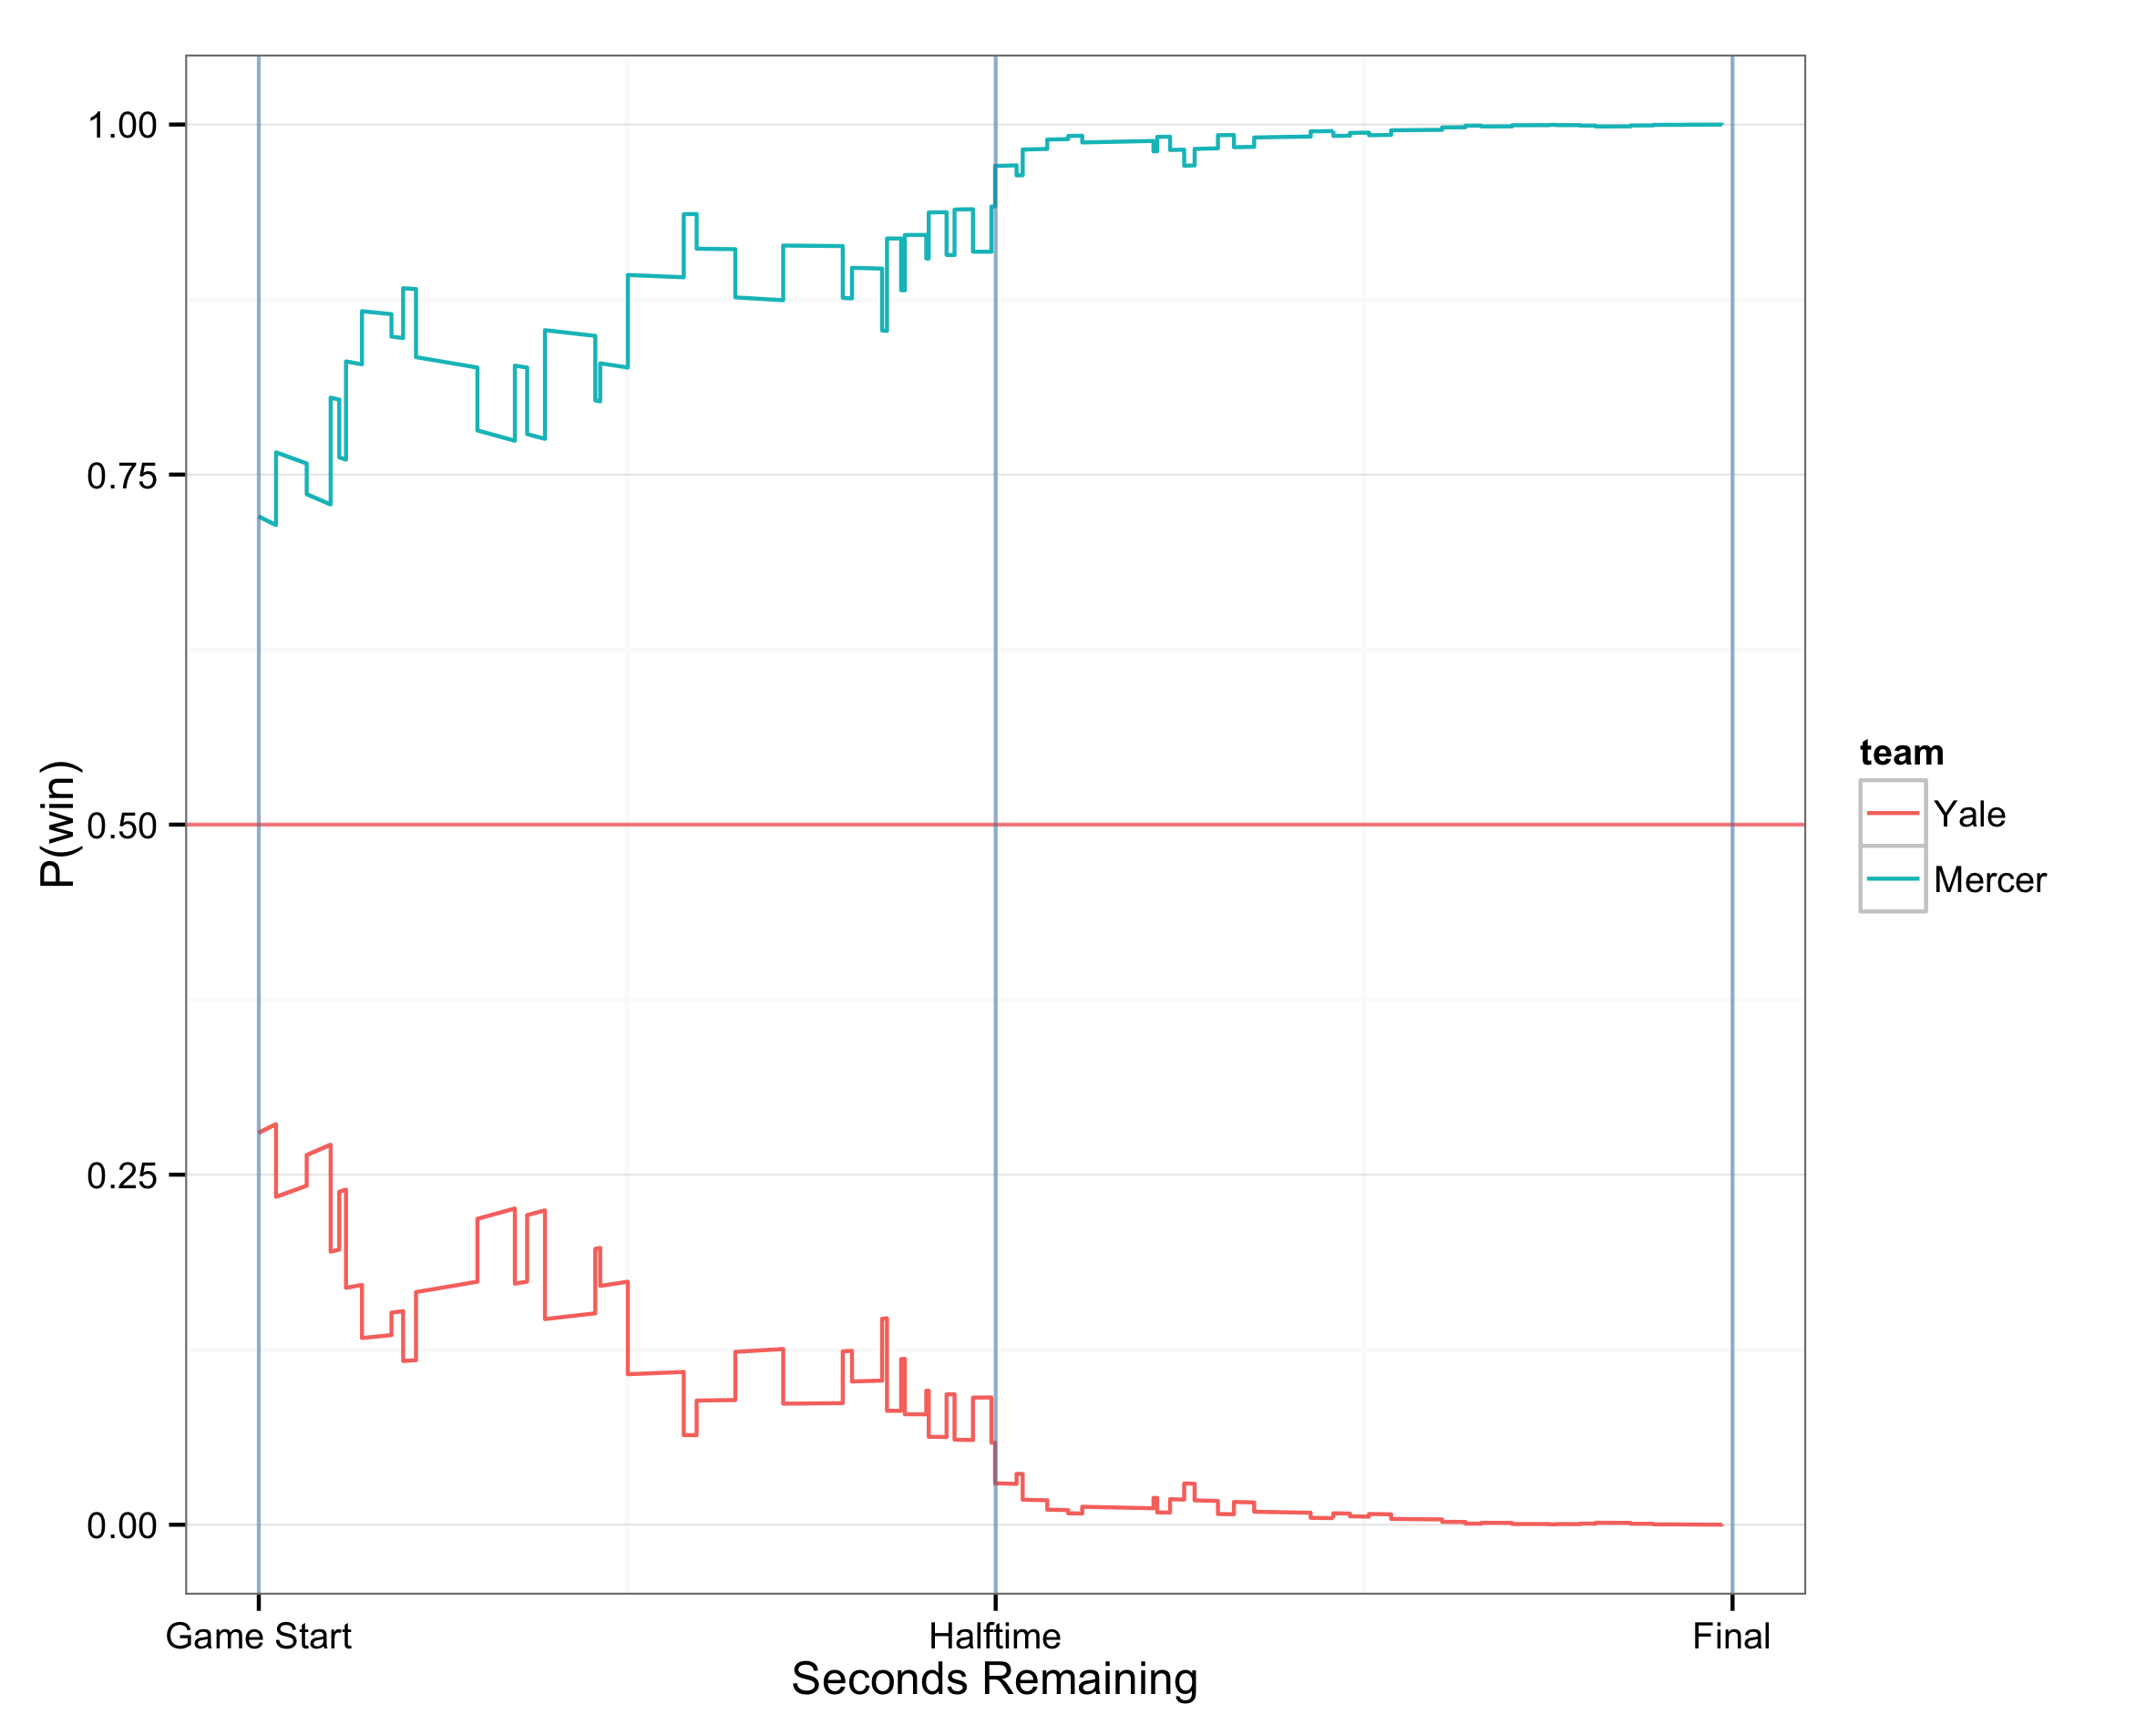 1.00
0.75
0.50
0.25
0.00
P(win)
Game Start
Halftime
Final
Seconds Remaining
team
Yale
Mercer